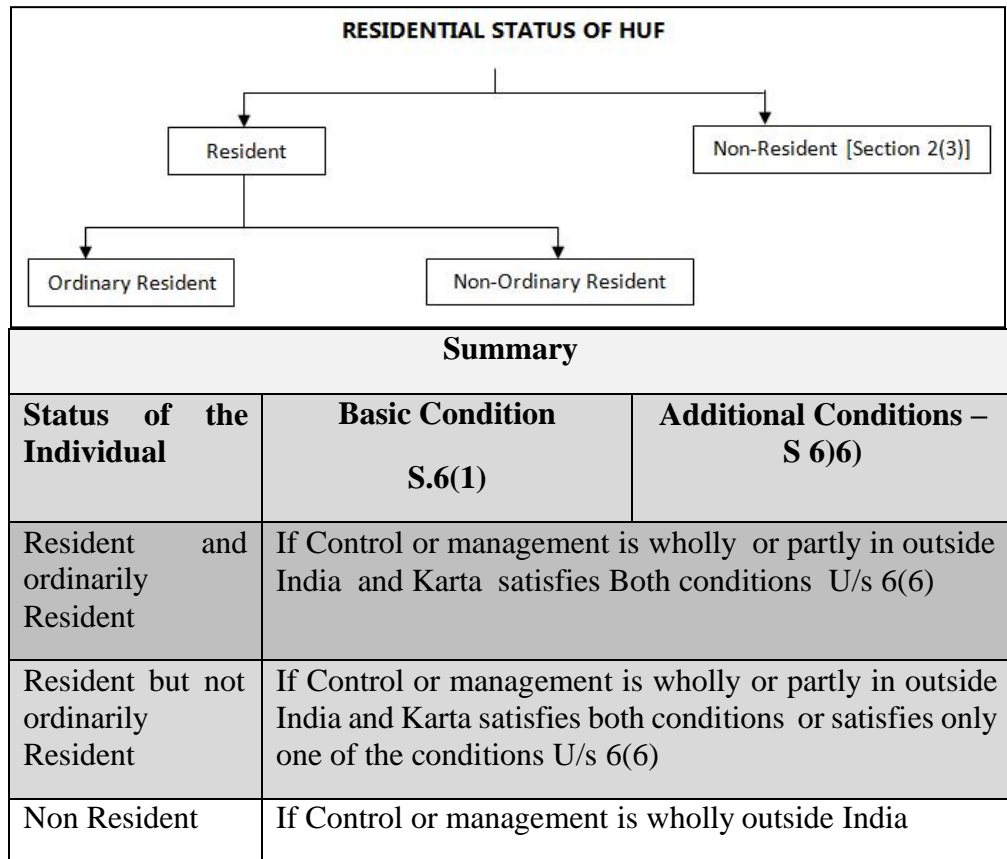 RESIDENTIAL STATUS OF HUF
Resident
Non-Resident [Section 2(3)]
Ordinary Resident
Non-Ordinary Resident
Summary
Status of the
Individual
Basic Condition
S.6(1)
Additional Conditions –
S 6)6)
Resident and
ordinarily
Resident
If Control or management is wholly or partly in outside
India and Karta satisfies Both conditions U/s 6(6)
Resident but not
ordinarily
Resident
If Control or management is wholly or partly in outside
India and Karta satisfies both conditions or satisfies only
one of the conditions U/s 6(6)
Non Resident
If Control or management is wholly outside India